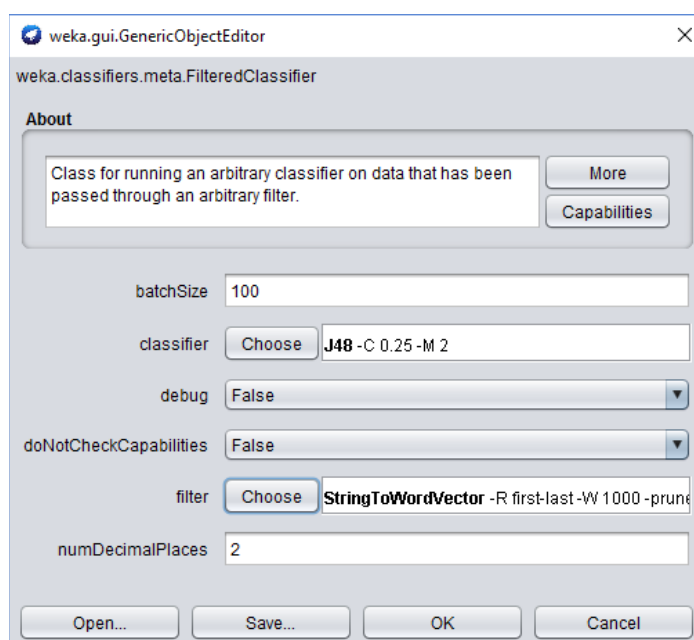 weka.gui.GenericObjectEditor
weka.classifiers.meta.FilteredClassifier
About
Class for running an arbitrary classifier on data that has been
passed through an arbitrary filter.
More
Capabilities
batchSize 100
classifier Choose J48 -C 0.25 -M 2
debug False
doNotCheckCapabilities False
filter Choose StringToWordVector -R first-last -W 1000 -prune
numDecimalPlaces 2
Open... Save... OK Cancel